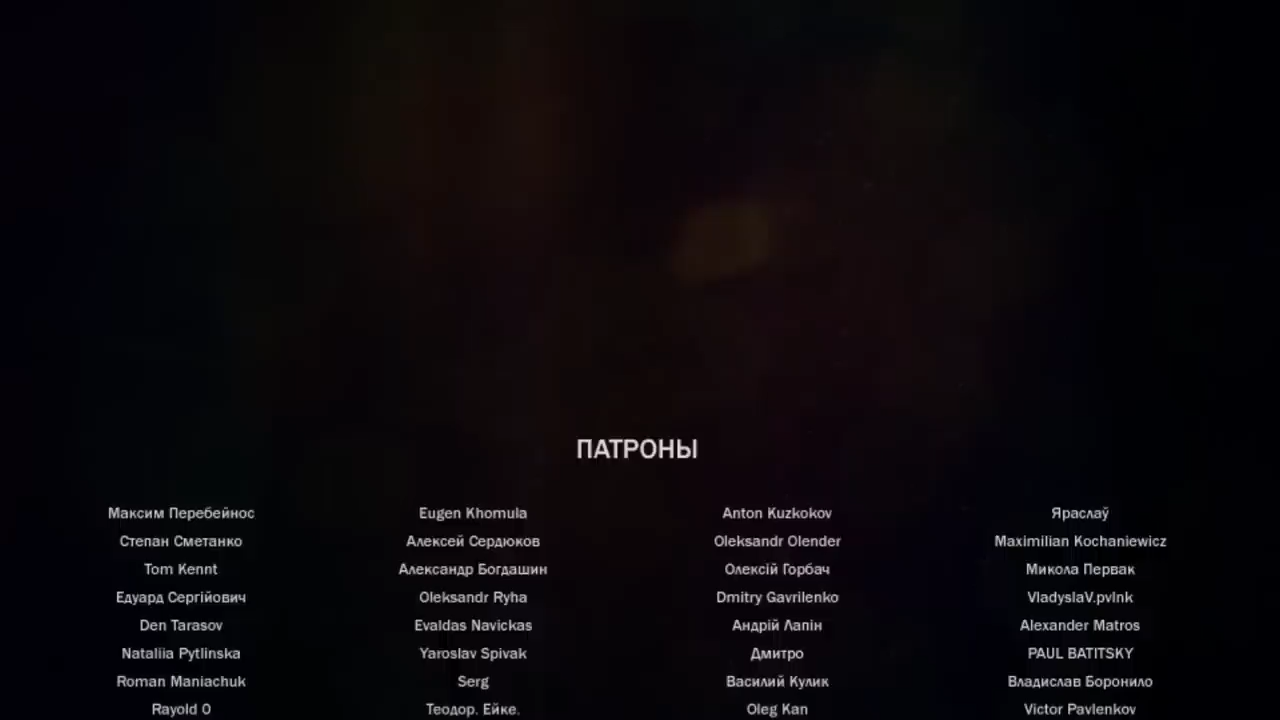 ПАТРОНЫ
Максим Перебейнос Eugen Khomula Anton Kuzkokov Яраслаў
Степан Сметанко Алексей Сердюков Oleksandr Olender Maximilian Kochaniewicz
Tom Kennt Александр Богдашин Олексій Горбач Микола Первак
Едуард Сергійович Oleksandr Ryha Dmitry Gavrilenko VladyslaV.pvlnk
Den Tarasov Evaldas Navickas Андрій Лапін Alexander Matros
Nataliia Pytlinska Yaroslav Spivak Дмитро PAUL BATITSKY
Roman Maniachuk Serg Василий Кулик Владислав Боронило
Rayold 0 Теодор. Ейке. Oleg Kan Victor Pavlenkov